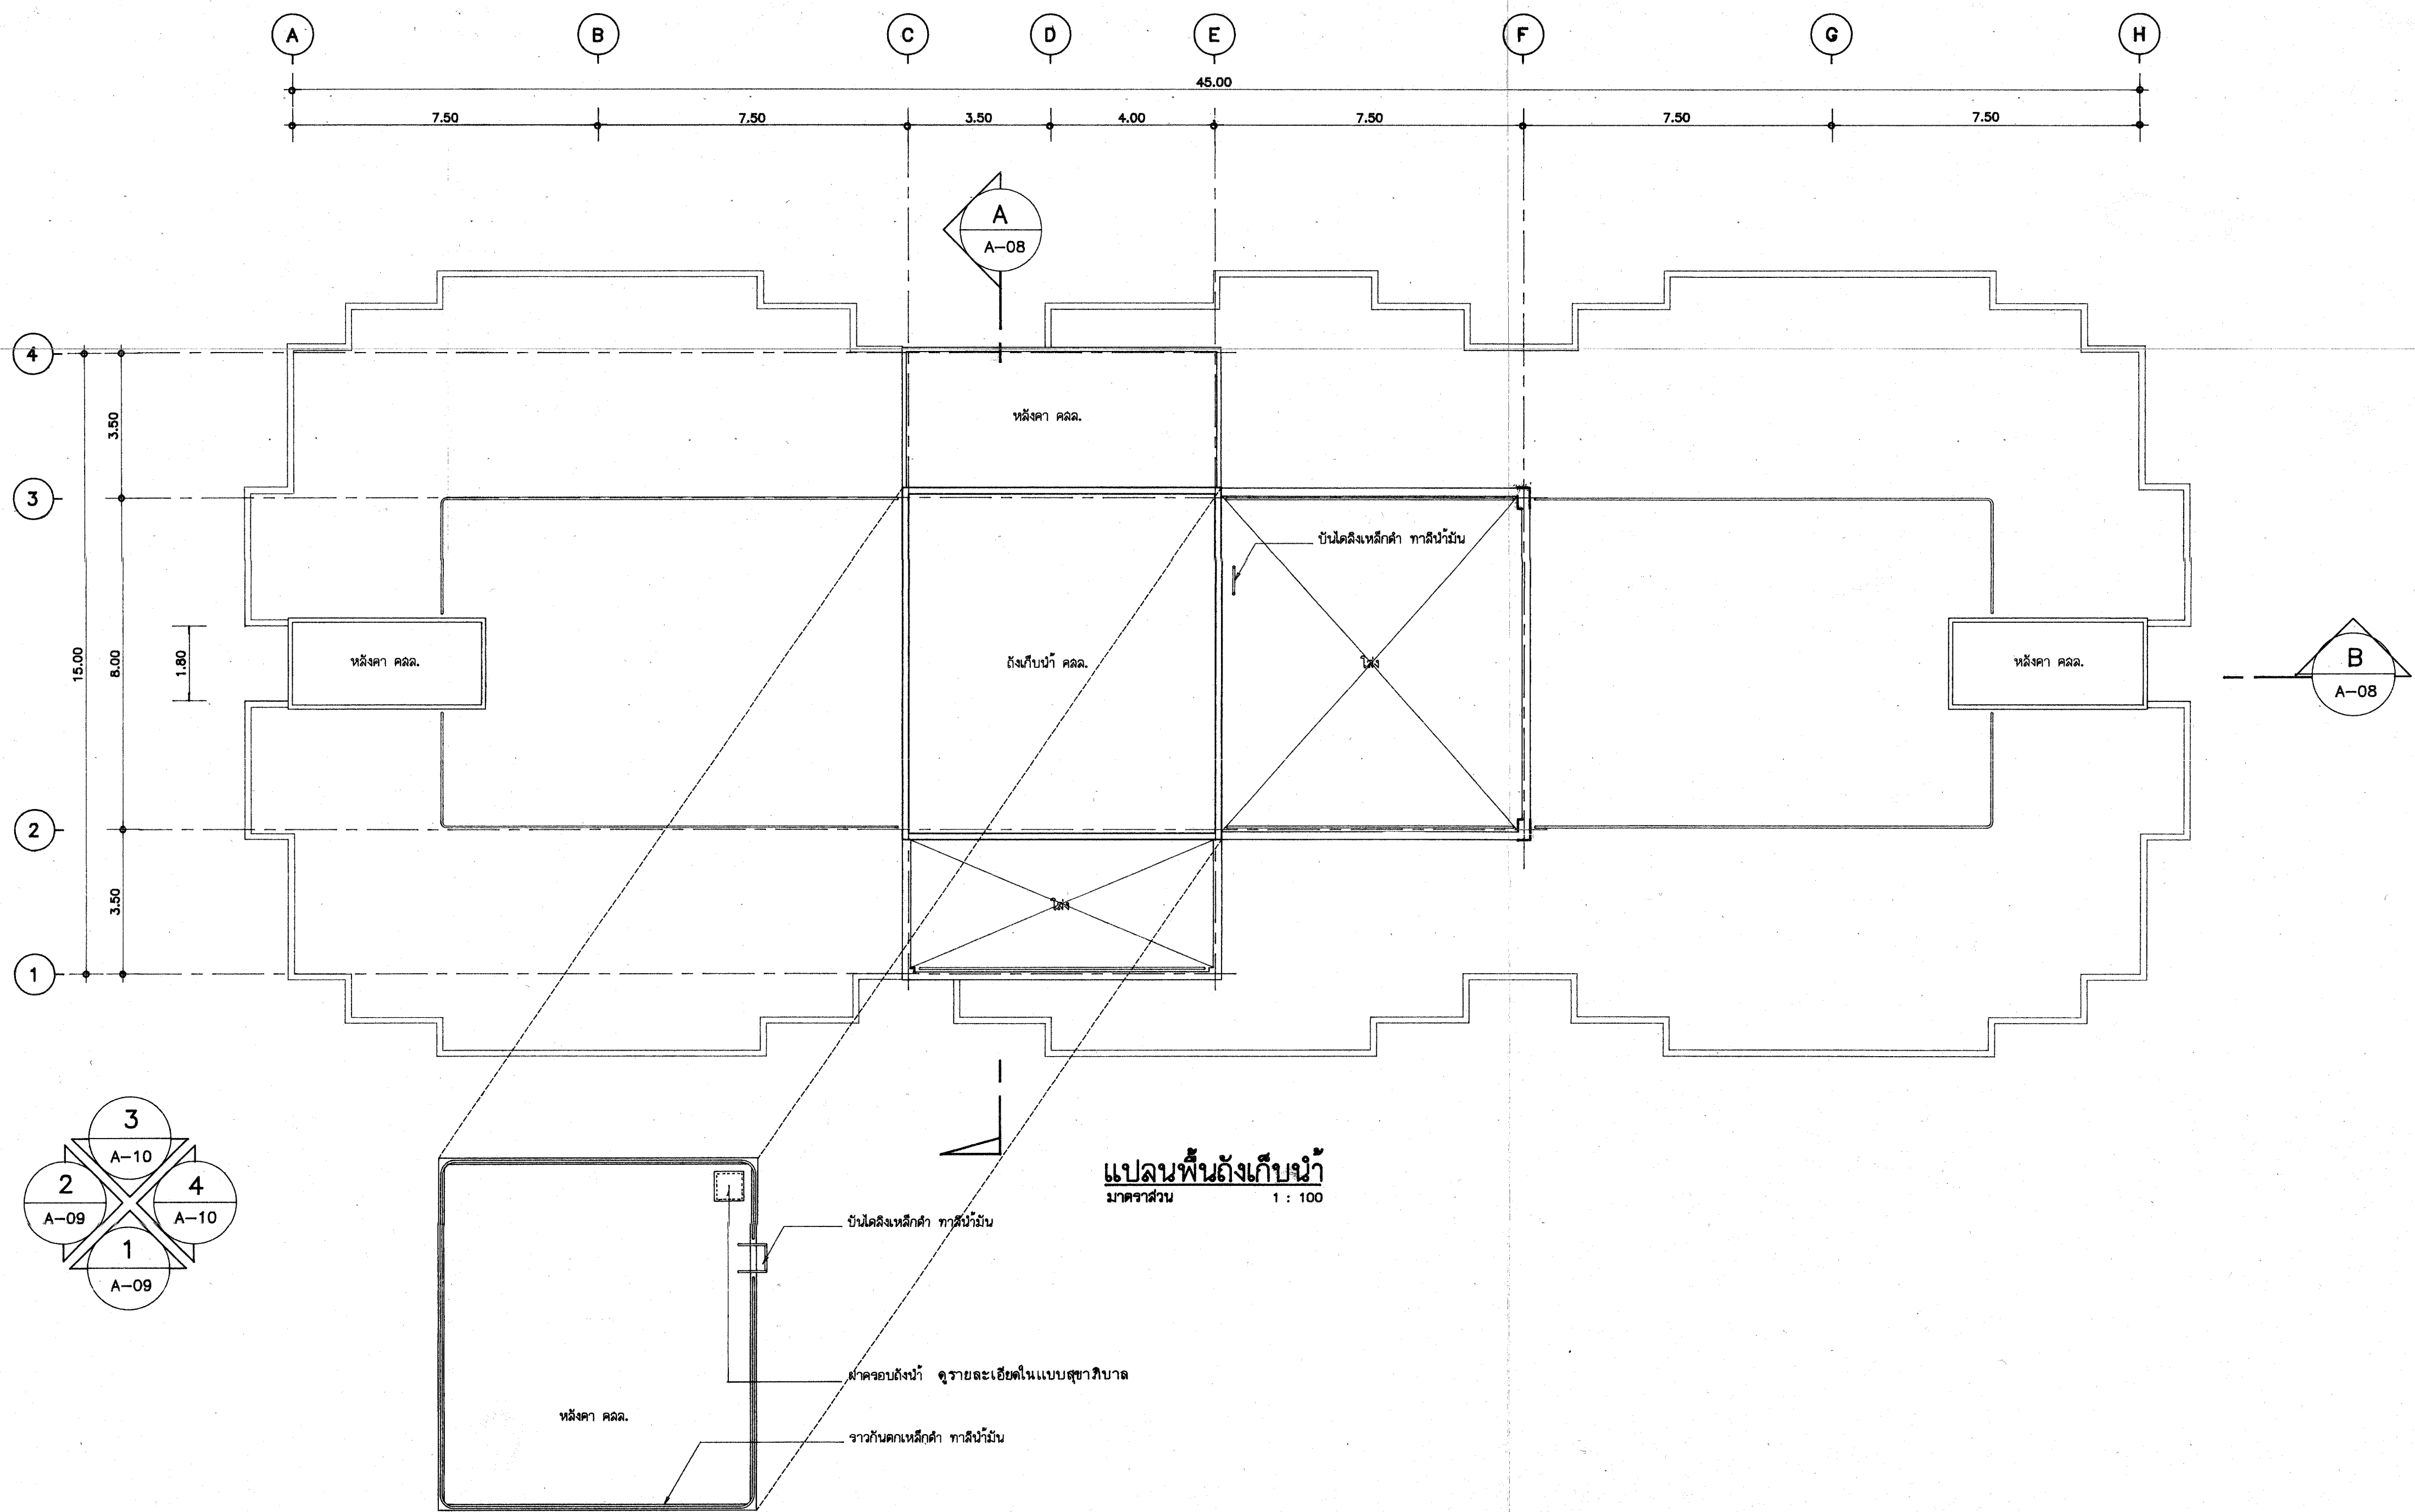 A B C D E F G H
45.00
7.50 7.50 3.50 4.00 7.50 7.50 7.50
A
A-08
4
3.50
หลังคา คสล.
3
บันไดลิงเหล็กดำ ทาสีน้ำมัน
15.00 8.00 1.80
หลังคา คสล. ถังเก็บน้ำ คสล. โล่ง หลังคา คสล.
B
A-08
2
3.50
โล่ง
1
3
A-10
2
A-09
4
A-10
1
A-09
แปลนพื้นถังเก็บน้ำ
มาตราส่วน 1 : 100
บันไดลิงเหล็กดำ ทาสีน้ำมัน
ฝาครอบถังน้ำ ดูรายละเอียดในแบบสุขาภิบาล
หลังคา คสล.
ราวกันตกเหล็กดำ ทาสีน้ำมัน